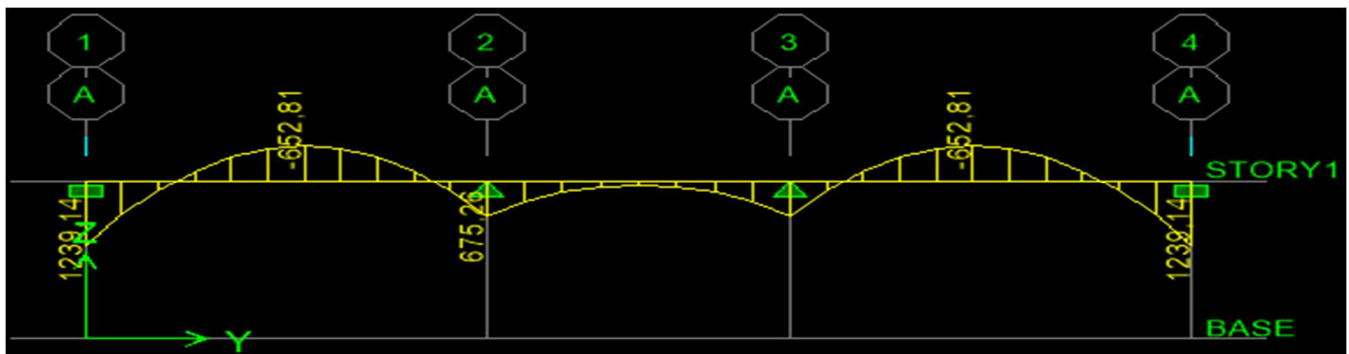 1 2 3 4
A A A A
-652,81 -652,81
STORY1
1239,14 675,26 1239,14
Z
Y
BASE